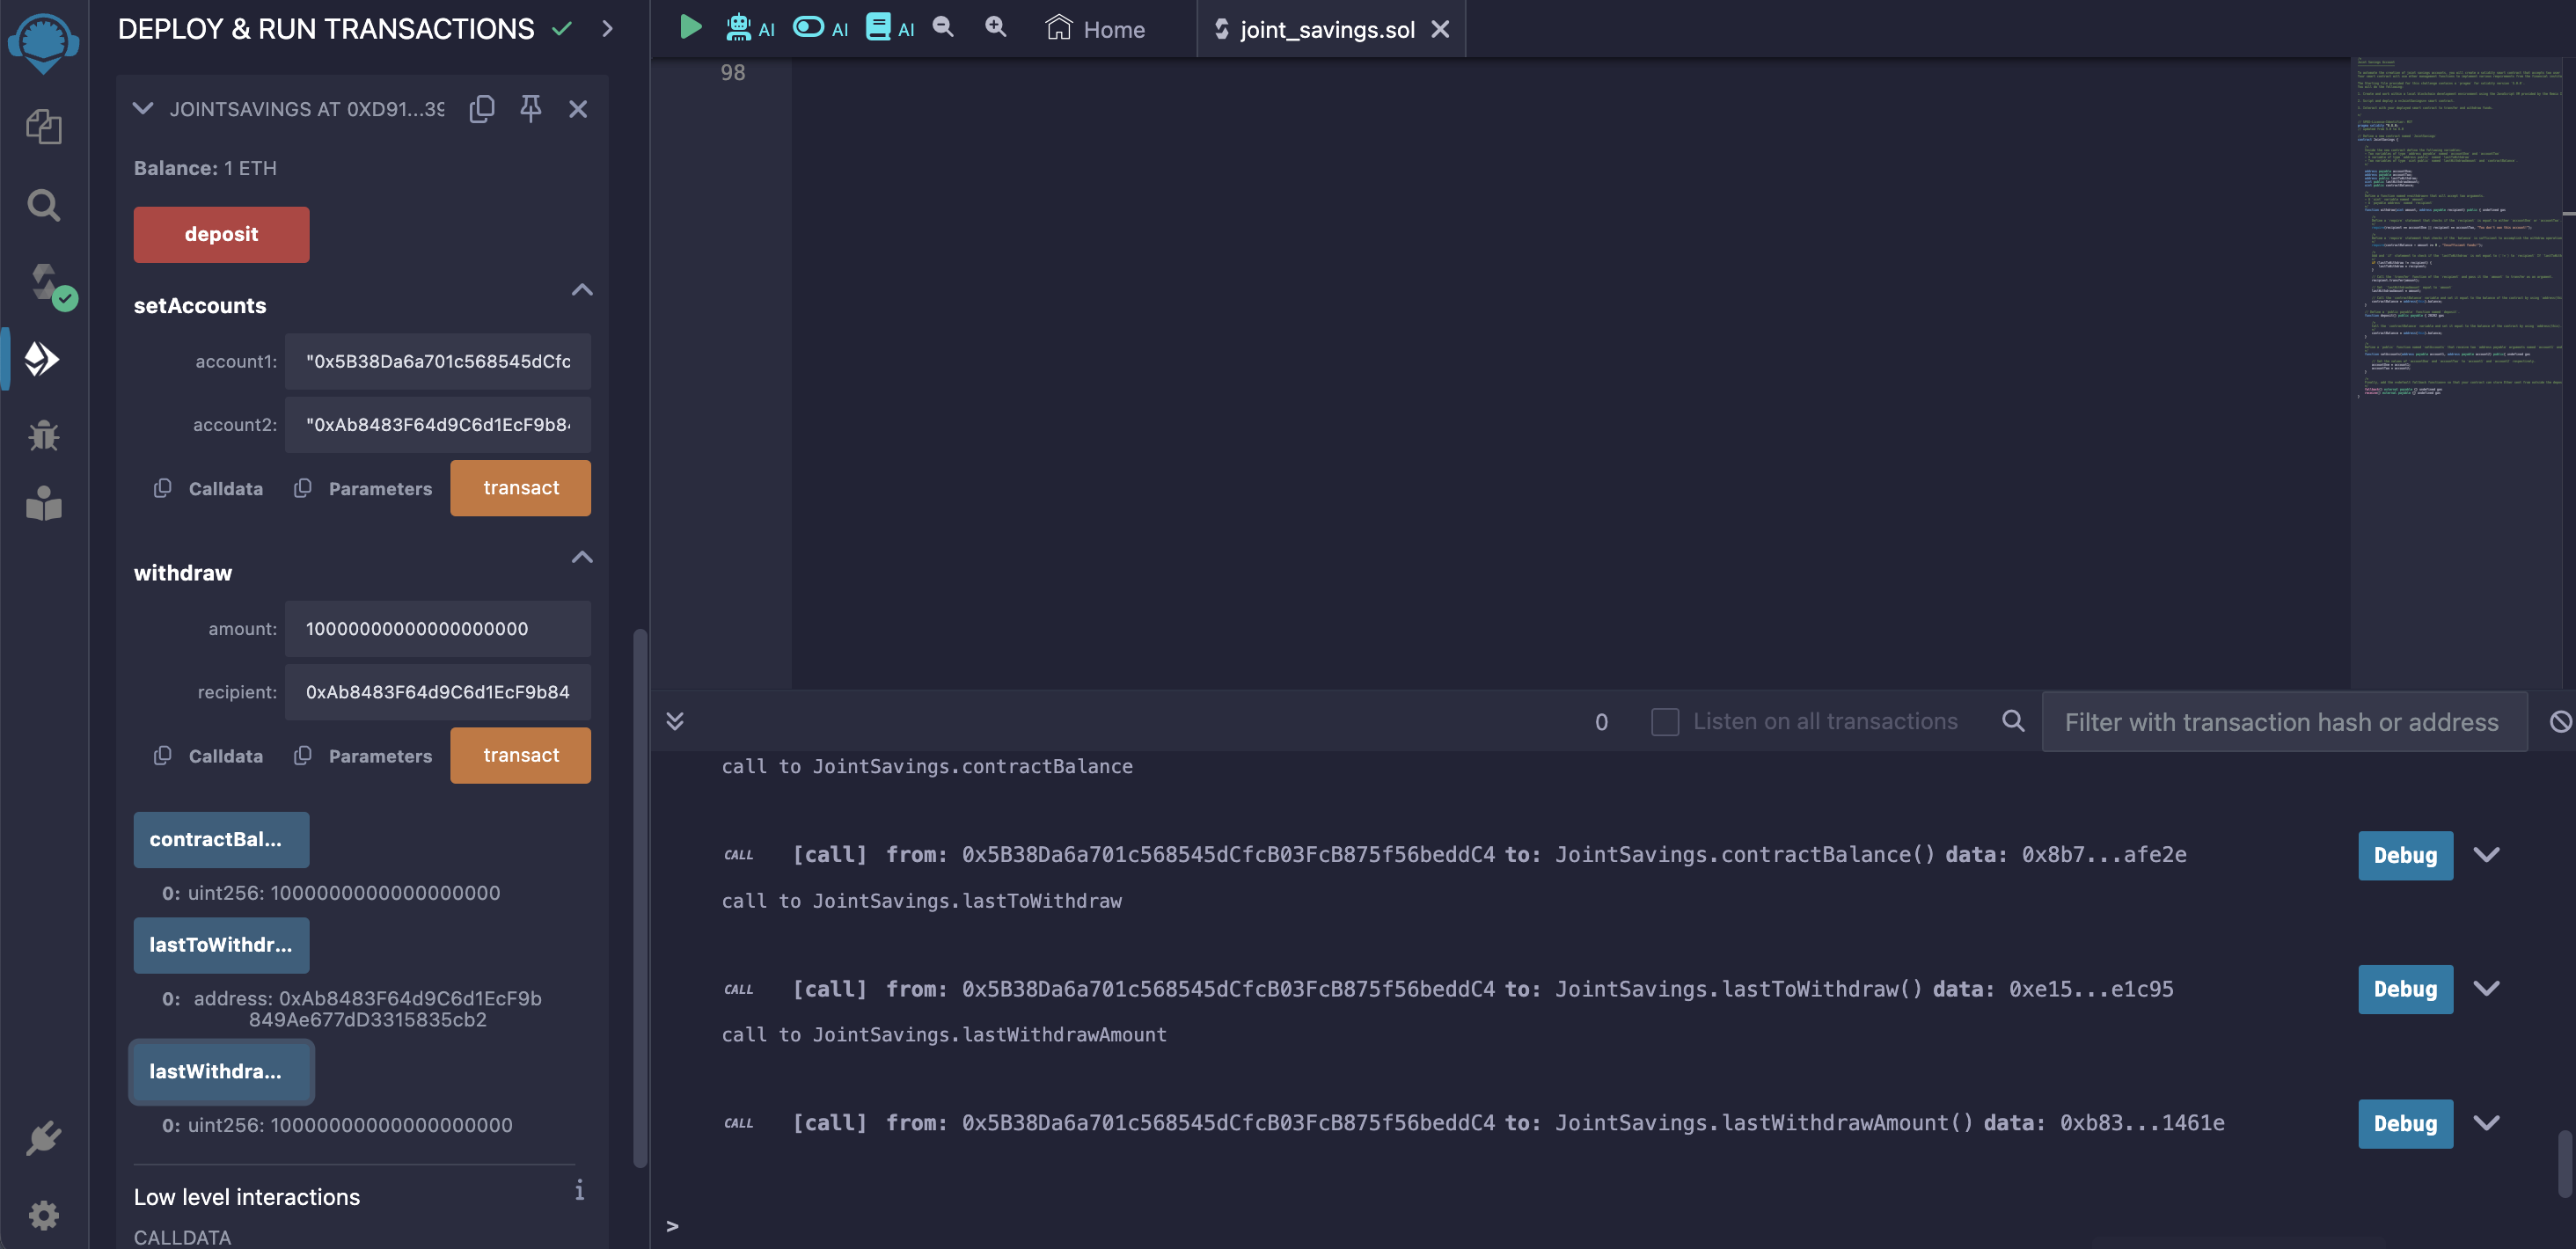 DEPLOY & RUN TRANSACTIONS
JOINTSAVINGS AT 0XD91...39
Balance: 1 ETH
deposit
setAccounts
account1: "0x5B38Da6a701c568545dCfc
account2: "0xAb8483F64d9C6d1EcF9b8
Calldata Parameters transact
withdraw
amount: 10000000000000000000
recipient: 0xAb8483F64d9C6d1EcF9b84
Calldata Parameters transact
contractBal...
0: uint256: 1000000000000000000
lastToWithdr...
0: address: 0xAb8483F64d9C6d1EcF9b
849Ae677dD3315835cb2
lastWithdra...
0: uint256: 10000000000000000000
Low level interactions
i
CALLDATA
AI AI AI Home joint_savings.sol
98
0 Listen on all transactions Filter with transaction hash or address
call to JointSavings.contractBalance
CALL [call] from: 0x5B38Da6a701c568545dCfcB03FcB875f56beddC4 to: JointSavings.contractBalance() data: 0x8b7...afe2e Debug
call to JointSavings.lastToWithdraw
CALL [call] from: 0x5B38Da6a701c568545dCfcB03FcB875f56beddC4 to: JointSavings.lastToWithdraw() data: 0xe15...e1c95 Debug
call to JointSavings.lastWithdrawAmount
CALL [call] from: 0x5B38Da6a701c568545dCfcB03FcB875f56beddC4 to: JointSavings.lastWithdrawAmount() data: 0xb83...1461e Debug
>